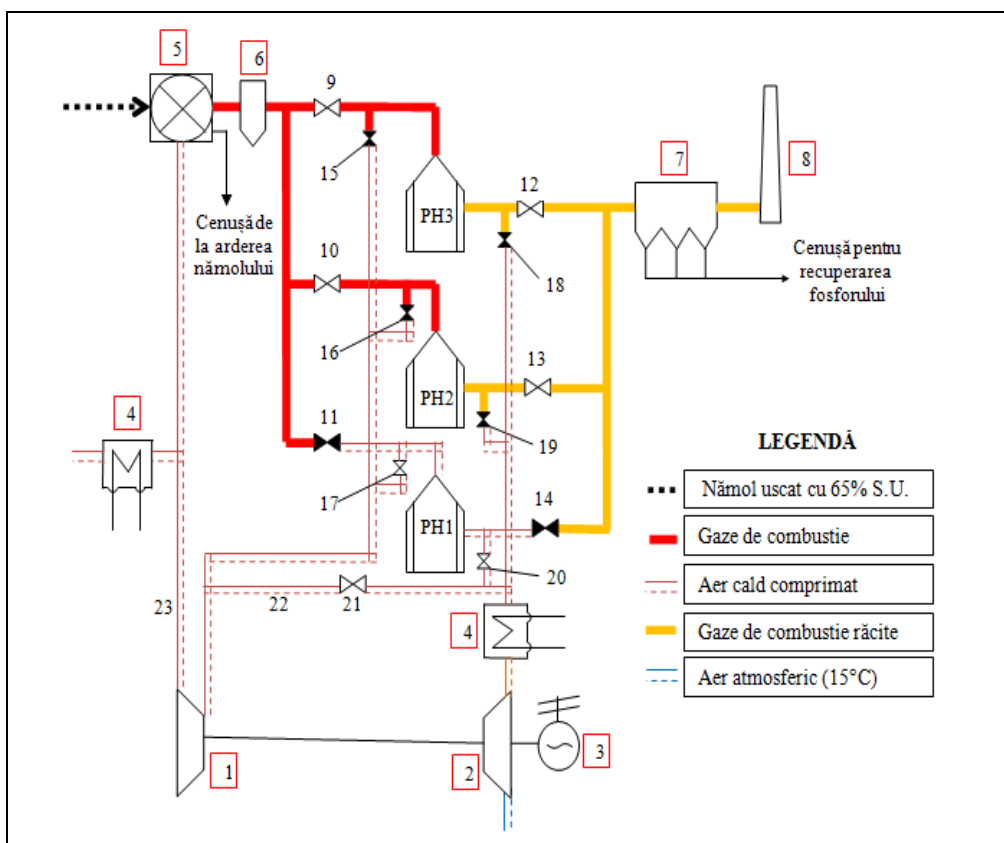 5
6
9
7
8
15
12
PH3
Cenușă de
la arderea
nămolului
10
18
Cenușă pentru
recuperarea
fosforului
16
13
PH2
4
11
19
LEGENDĂ
17
14
Nămol uscat cu 65% S.U.
PH1
Gaze de combustie
20
Aer cald comprimat
23
22
21
4
Gaze de combustie răcite
Aer atmosferic (15°C)
1
2
3